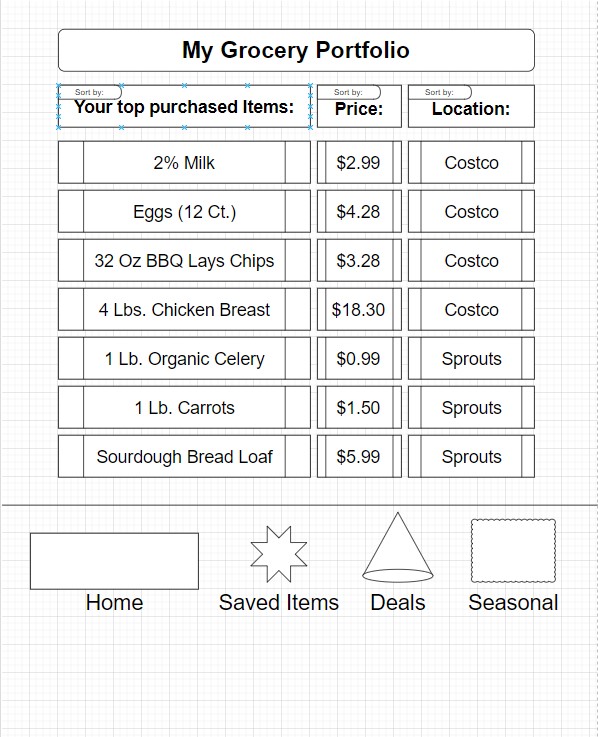 My Grocery Portfolio
Sort by: Sort by: Sort by:
Your top purchased Items: Price: Location:
2% Milk $2.99 Costco
Eggs (12 Ct.) $4.28 Costco
32 Oz BBQ Lays Chips $3.28 Costco
4 Lbs. Chicken Breast $18.30 Costco
1 Lb. Organic Celery $0.99 Sprouts
1 Lb. Carrots $1.50 Sprouts
Sourdough Bread Loaf $5.99 Sprouts
Home Saved Items Deals Seasonal